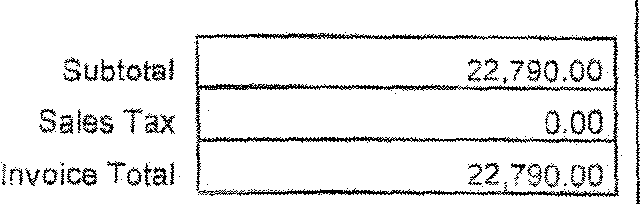 Subtotal 22,790.00
Sales Tax 0.00
Invoice Total 22,790.00